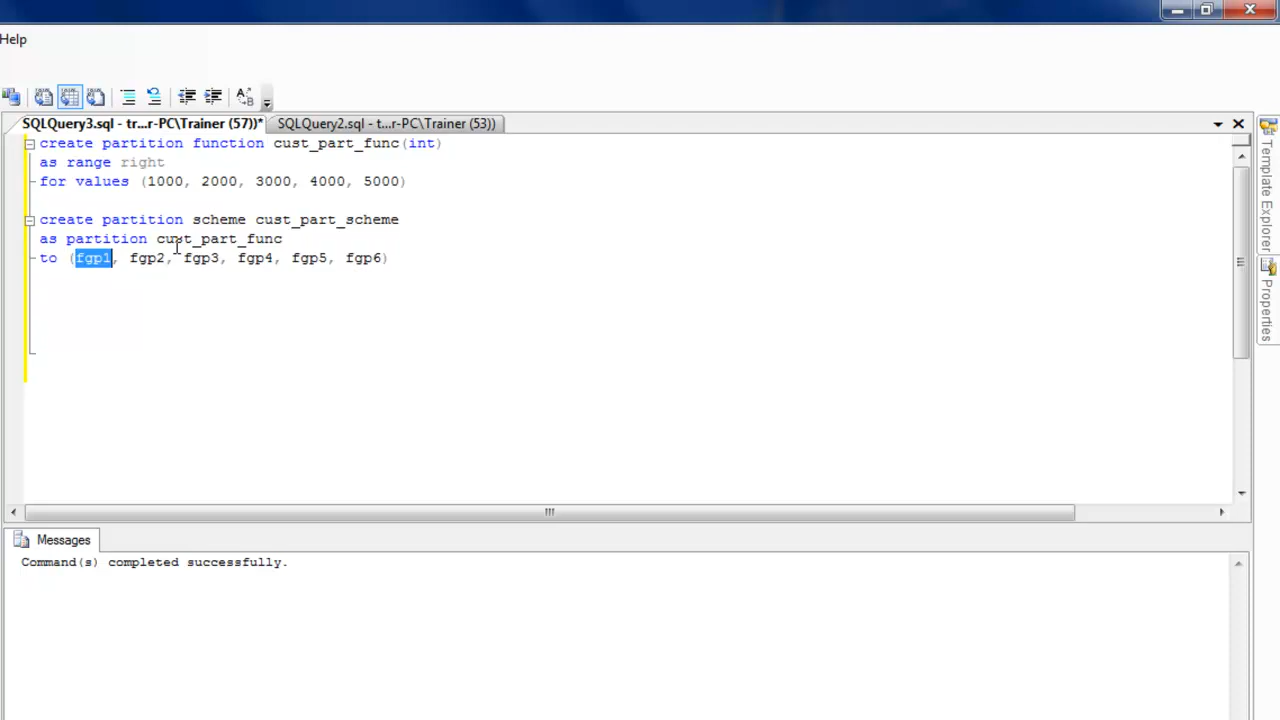 Help
SQLQuery3.sql - tr...r-PC\Trainer (57))* SQLQuery2.sql - t...r-PC\Trainer (53))
create partition function cust_part_func(int)
as range right
for values (1000, 2000, 3000, 4000, 5000)
create partition scheme cust_part_scheme
as partition cust_part_func
to (fgp1, fgp2, fgp3, fgp4, fgp5, fgp6)
Template Explorer
Properties
Messages
Command(s) completed successfully.